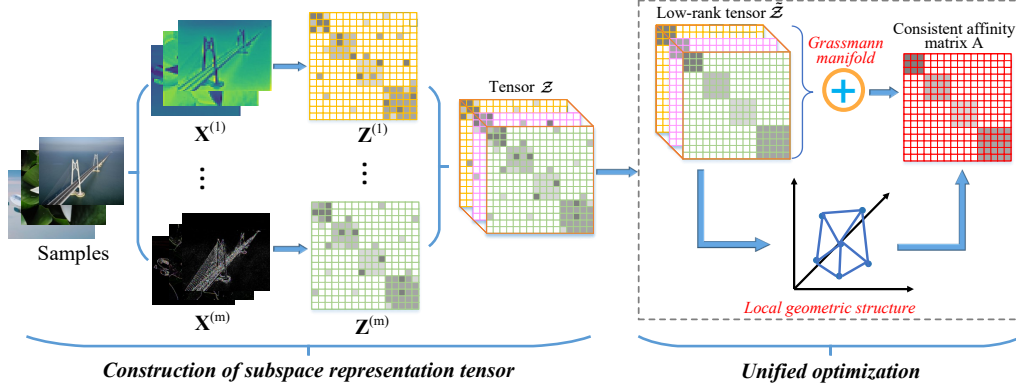 Samples
X^(1)
⋮
X^(m)
Z^(1)
⋮
Z^(m)
Tensor 𝒵
Construction of subspace representation tensor
Low-rank tensor 𝒵̃
Grassmann
manifold
+
Consistent affinity
matrix A
Local geometric structure
Unified optimization